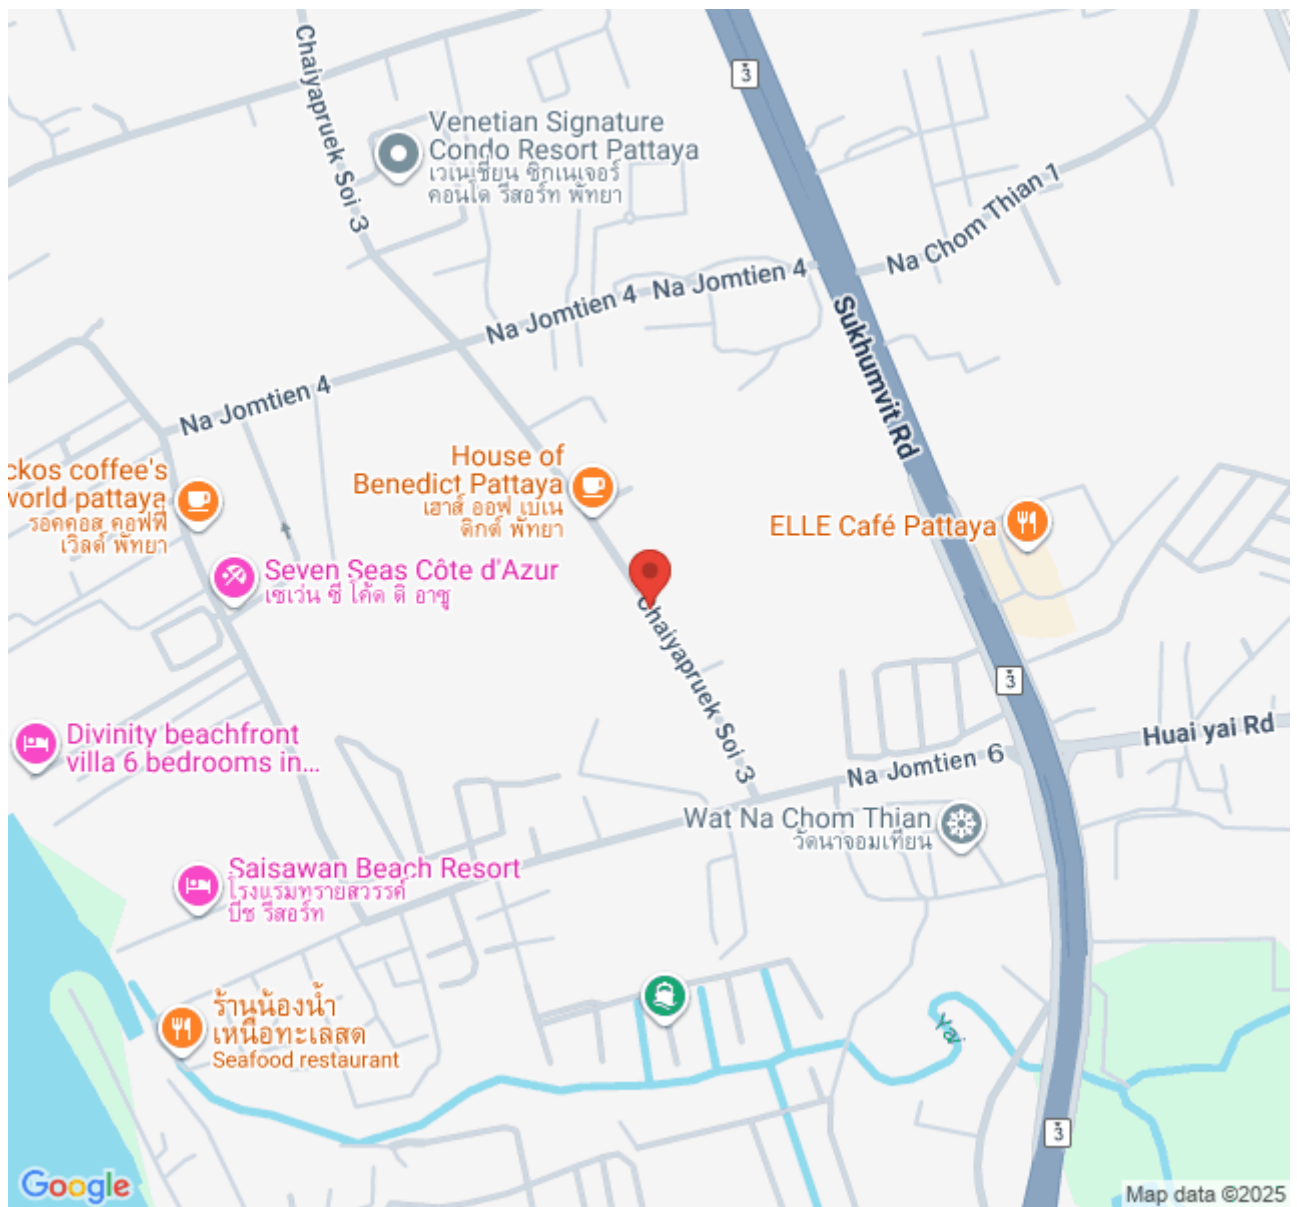 Chaiyapruek Soi 3
3
Venetian Signature
Condo Resort Pattaya
เวเนเชี่ยน ซิกเนเจอร์
คอนโด รีสอร์ท พัทยา
Na Chom Thian 1
Na Jomtien 4
Na Jomtien 4
Sukhumvit Rd
Na Jomtien 4
House of
Benedict Pattaya
เฮาส์ ออฟ เบเน
ดิกต์ พัทยา
ckos coffee's
world pattaya
รอคคอส คอฟฟี่
เวิลด์ พัทยา
ELLE Café Pattaya
Seven Seas Côte d'Azur
เซเว่น ซี โค้ด ดิ อาซู
Chaiyapruek Soi 3
3
Divinity beachfront
villa 6 bedrooms in...
Huai yai Rd
Na Jomtien 6
Wat Na Chom Thian
วัดนาจอมเทียน
Saisawan Beach Resort
โรงแรมทรายสวรรค์
บีช รีสอร์ท
ร้านน้องน้ำ
เหนือทะเลสด
Seafood restaurant
Yai
3
Google
Map data ©2025